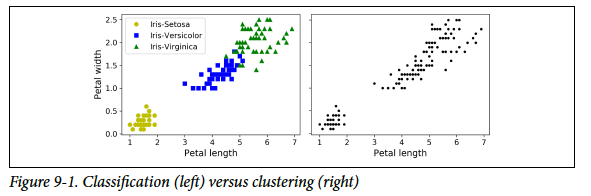 2.5
2.0
1.5
1.0
0.5
0.0
Petal width
Iris-Setosa
Iris-Versicolor
Iris-Virginica
1 2 3 4 5 6 7
Petal length
1 2 3 4 5 6 7
Petal length
Figure 9-1. Classification (left) versus clustering (right)